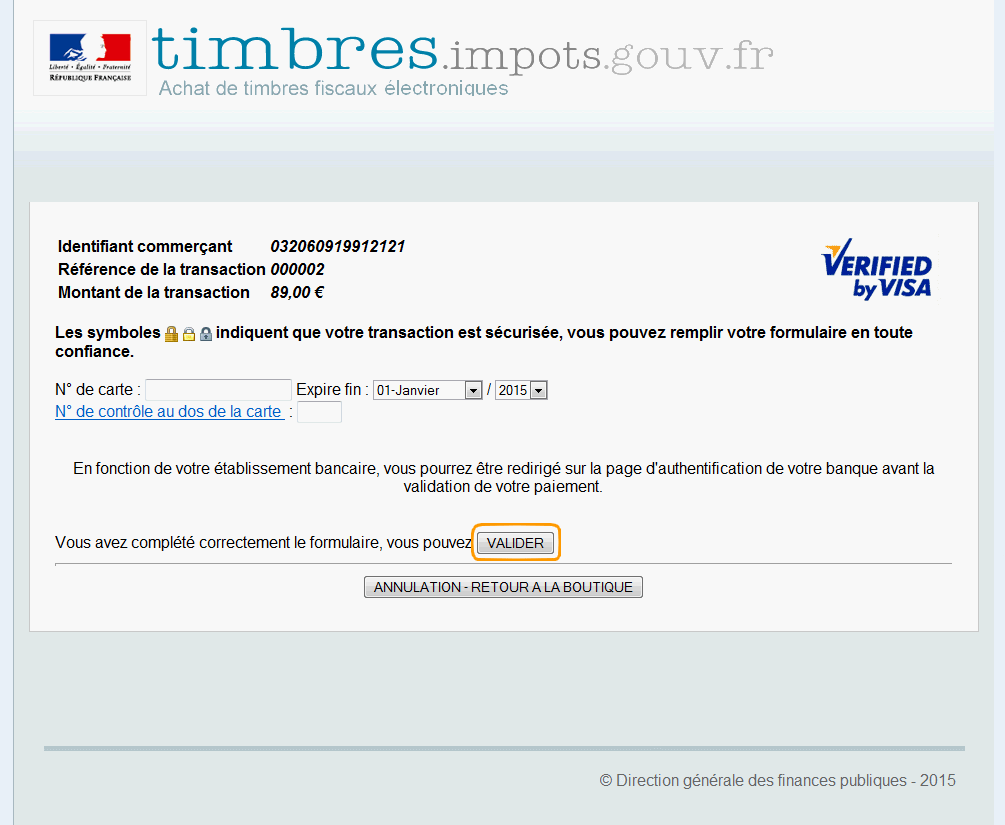 Liberté • Égalité • Fraternité
RÉPUBLIQUE FRANÇAISE
timbres.impots.gouv.fr
Achat de timbres fiscaux électroniques
Identifiant commerçant 032060919912121
Référence de la transaction 000002
Montant de la transaction 89,00 €
VERIFIED
by VISA
Les symboles indiquent que votre transaction est sécurisée, vous pouvez remplir votre formulaire en toute
confiance.
N° de carte : Expire fin : 01-Janvier / 2015
N° de contrôle au dos de la carte :
En fonction de votre établissement bancaire, vous pourrez être redirigé sur la page d'authentification de votre banque avant la
validation de votre paiement.
Vous avez complété correctement le formulaire, vous pouvez VALIDER
ANNULATION - RETOUR A LA BOUTIQUE
© Direction générale des finances publiques - 2015